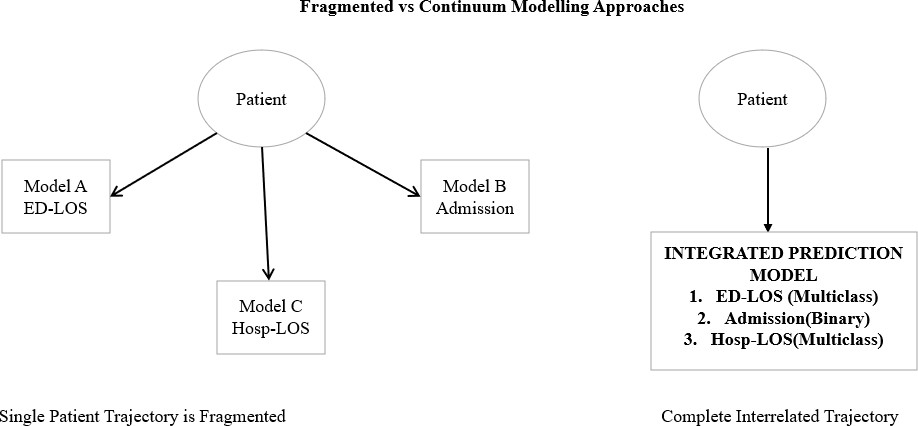 Fragmented vs Continuum Modelling Approaches
Patient
Model A
ED-LOS
Model B
Admission
Model C
Hosp-LOS
Single Patient Trajectory is Fragmented
Patient
INTEGRATED PREDICTION
MODEL
1. ED-LOS (Multiclass)
2. Admission(Binary)
3. Hosp-LOS(Multiclass)
Complete Interrelated Trajectory